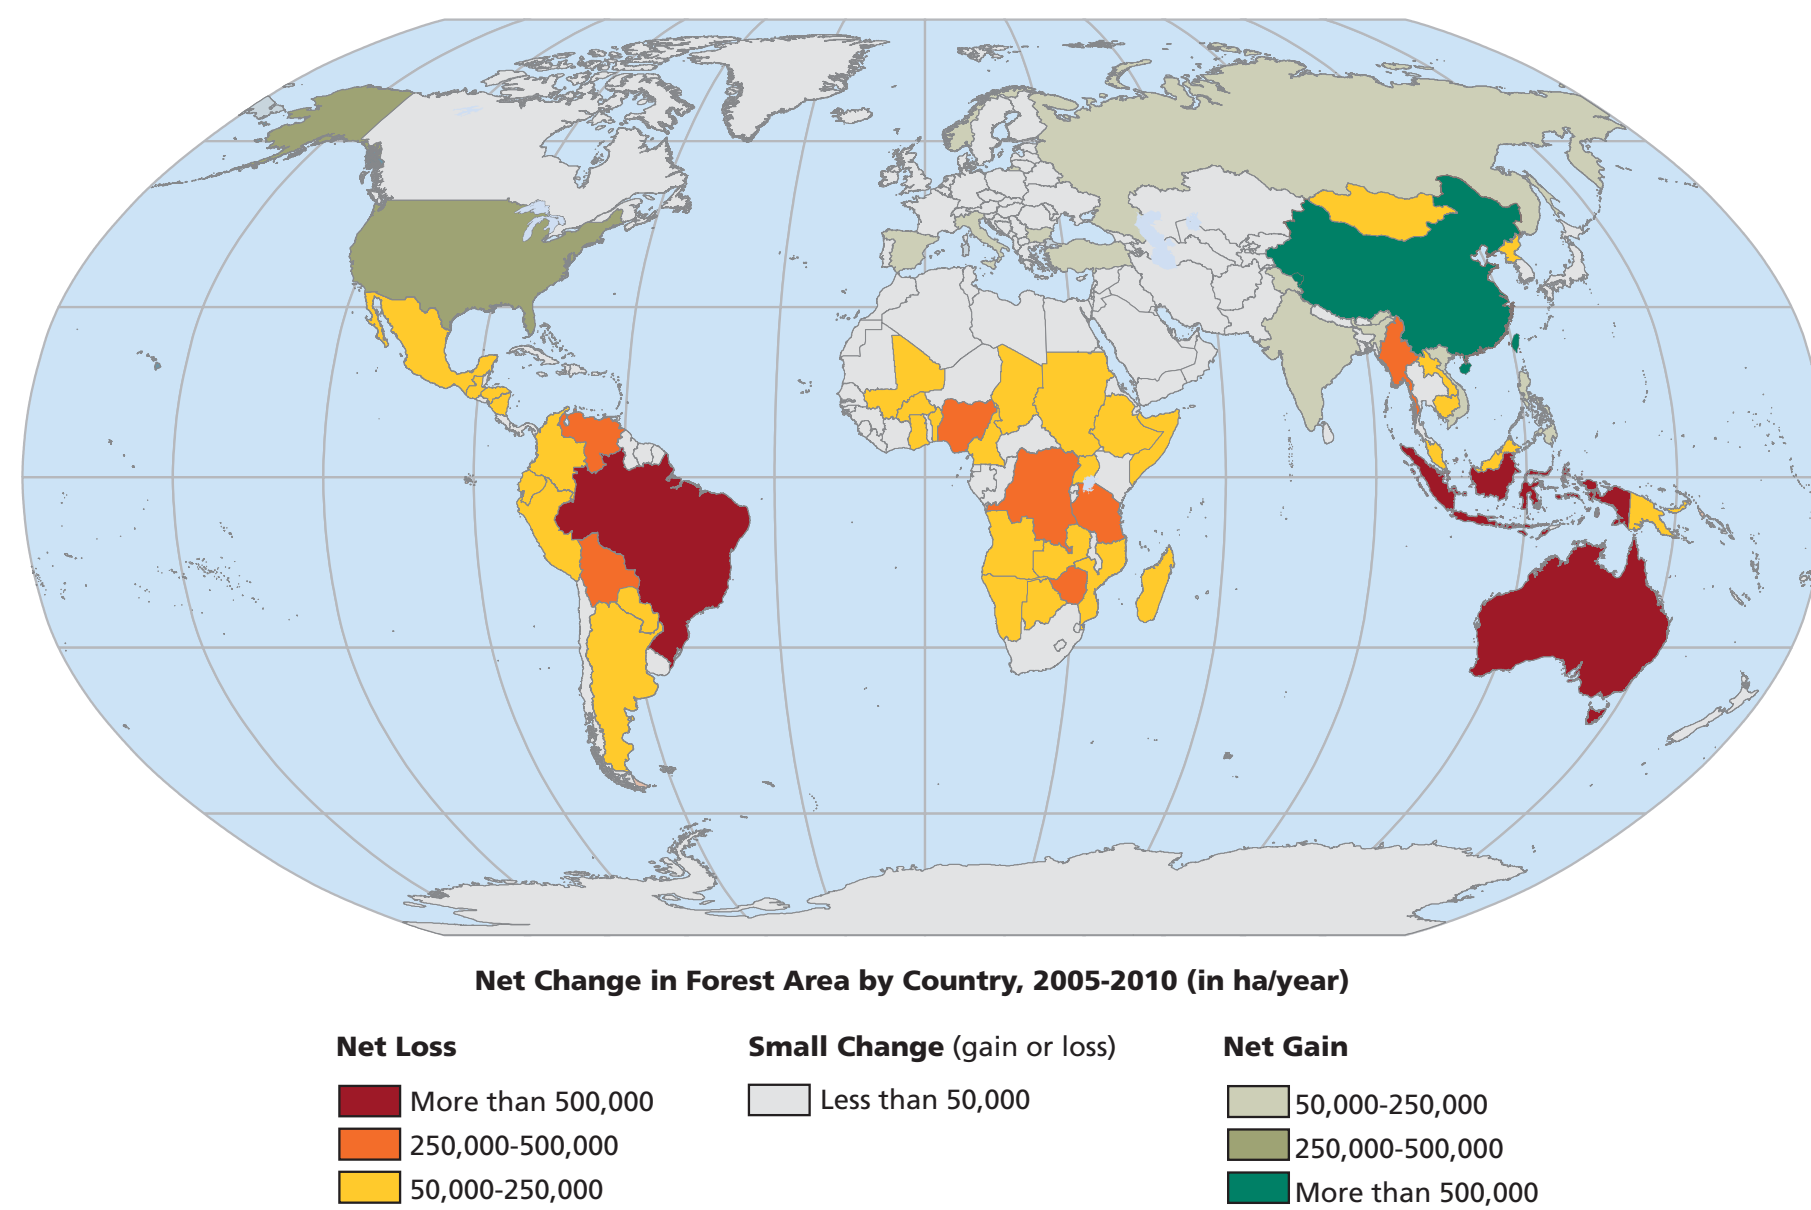 Net Change in Forest Area by Country, 2005-2010 (in ha/year)
Net Loss
More than 500,000
250,000-500,000
50,000-250,000
Small Change (gain or loss)
Less than 50,000
Net Gain
50,000-250,000
250,000-500,000
More than 500,000